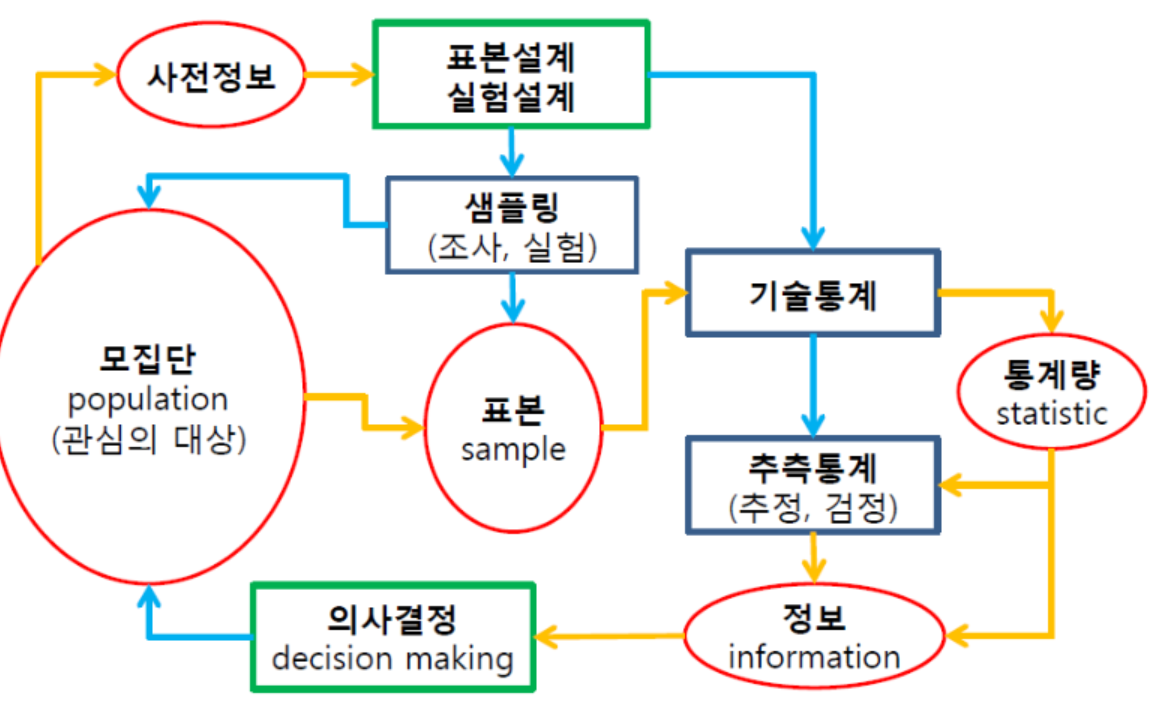 사전정보
표본설계
실험설계
샘플링
(조사, 실험)
기술통계
모집단
population
(관심의 대상)
표본
sample
통계량
statistic
추측통계
(추정, 검정)
의사결정
decision making
정보
information